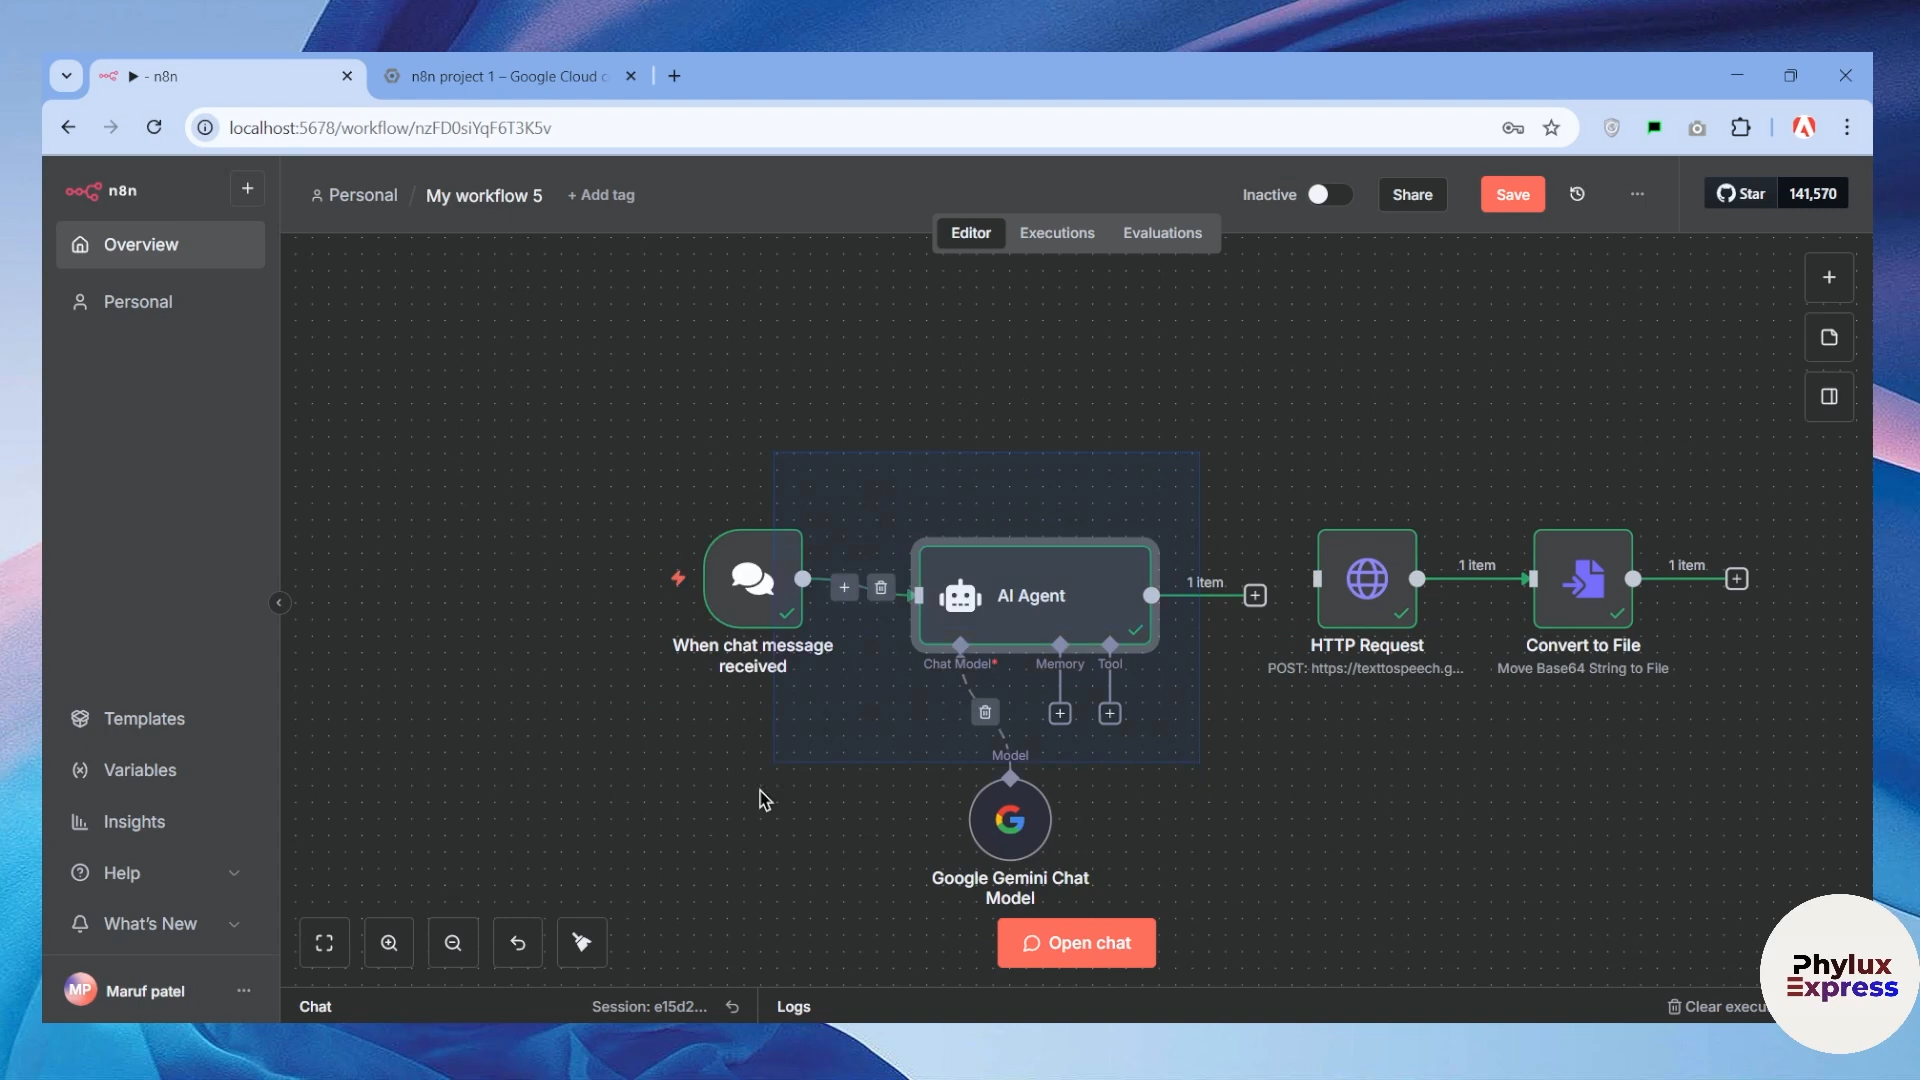 - n8n
n8n project 1 – Google Cloud c
localhost:5678/workflow/nzFD0siYqF6T3K5v
n8n
Personal / My workflow 5 + Add tag
Inactive
Share
Save
Star 141,570
Editor Executions Evaluations
Overview
Personal
Templates
Variables
Insights
Help
What's New
MP Maruf patel
When chat message
received
AI Agent
Chat Model*
Memory
Tool
1 item
Model
Google Gemini Chat
Model
HTTP Request
POST: https://texttospeech.g...
1 item
Convert to File
Move Base64 String to File
1 item
Open chat
Chat
Session: e15d2...
Logs
Clear execu
Phylux
Express